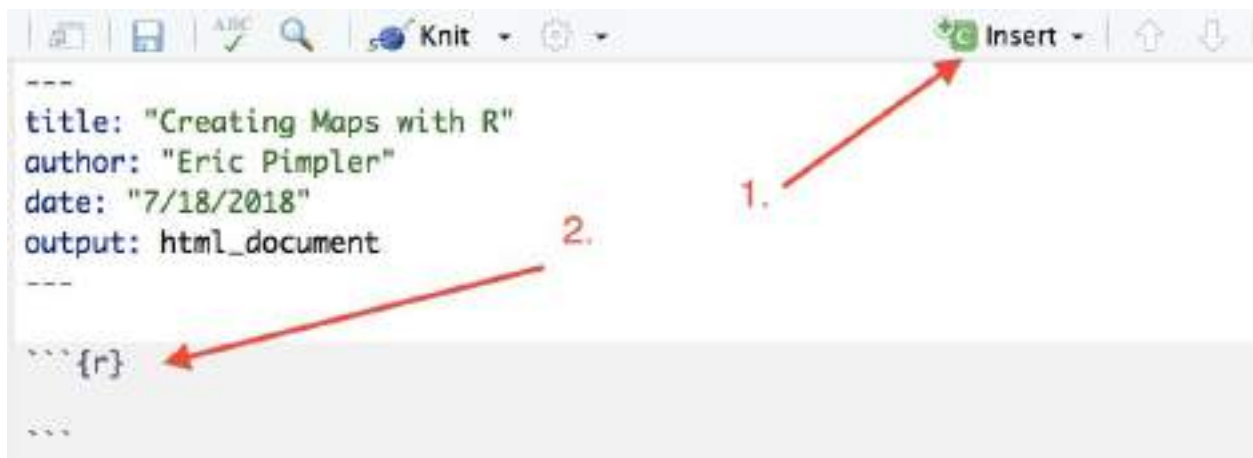 ABC Knit Insert
---
title: "Creating Maps with R"
author: "Eric Pimpler"
date: "7/18/2018"
output: html_document
---
1.
2.
```{r}
```